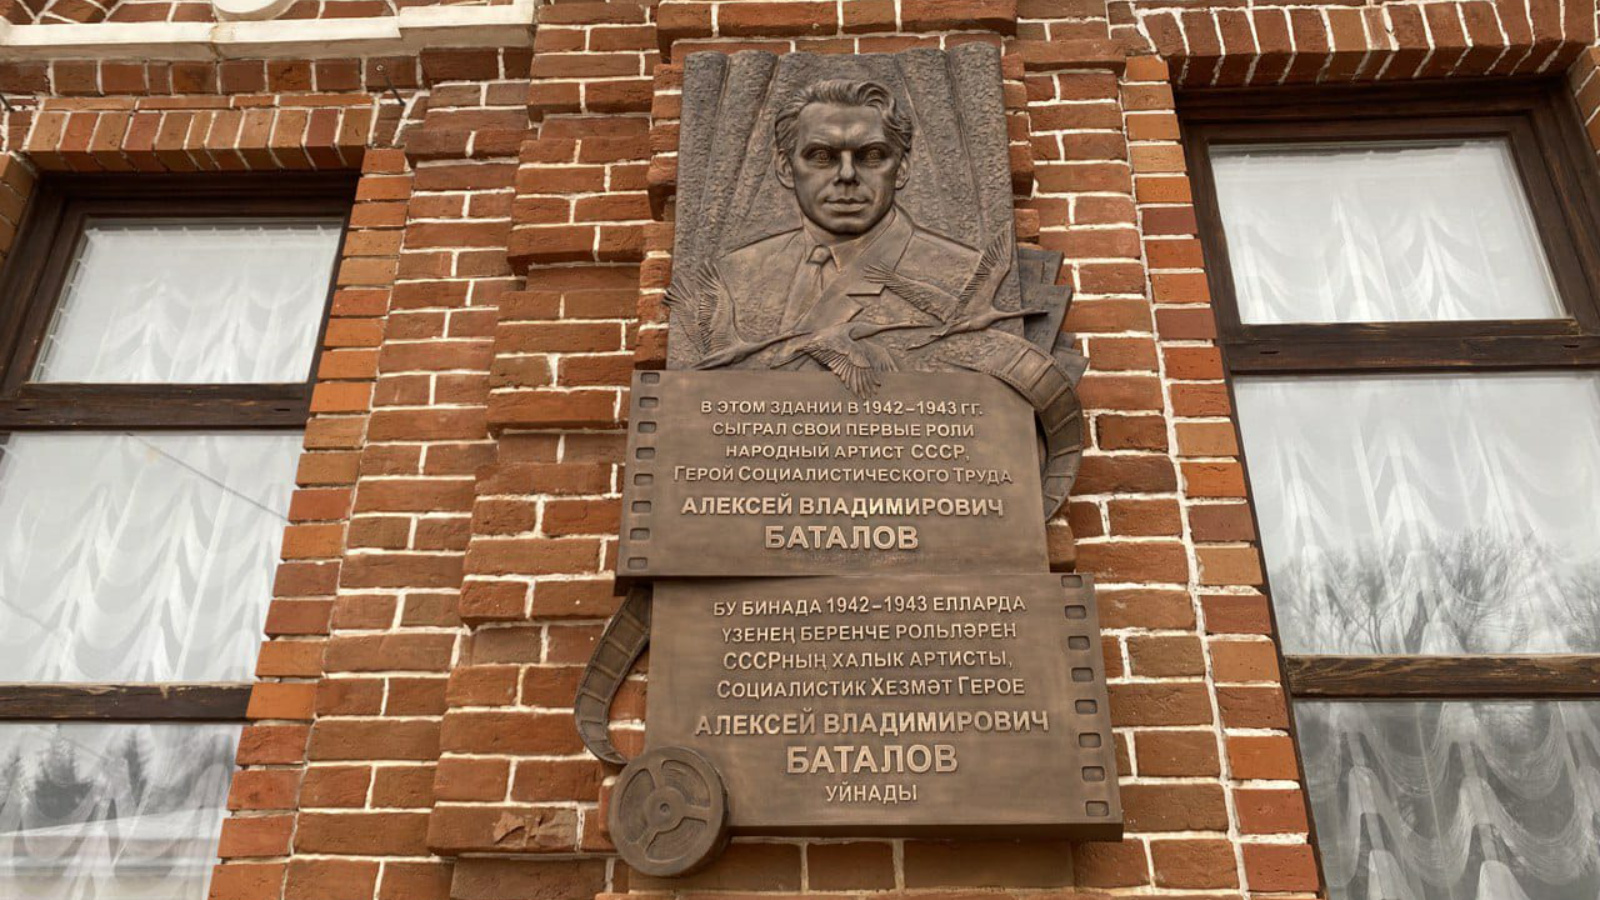 В ЭТОМ ЗДАНИИ В 1942–1943 ГГ.
СЫГРАЛ СВОИ ПЕРВЫЕ РОЛИ
НАРОДНЫЙ АРТИСТ СССР,
ГЕРОЙ СОЦИАЛИСТИЧЕСКОГО ТРУДА
АЛЕКСЕЙ ВЛАДИМИРОВИЧ
БАТАЛОВ
БУ БИНАДА 1942–1943 ЕЛЛАРДА
ҮЗЕНЕҢ БЕРЕНЧЕ РОЛЬЛӘРЕН
СССРНЫҢ ХАЛЫК АРТИСТЫ,
СОЦИАЛИСТИК ХЕЗМӘТ ГЕРОЕ
АЛЕКСЕЙ ВЛАДИМИРОВИЧ
БАТАЛОВ
УЙНАДЫ